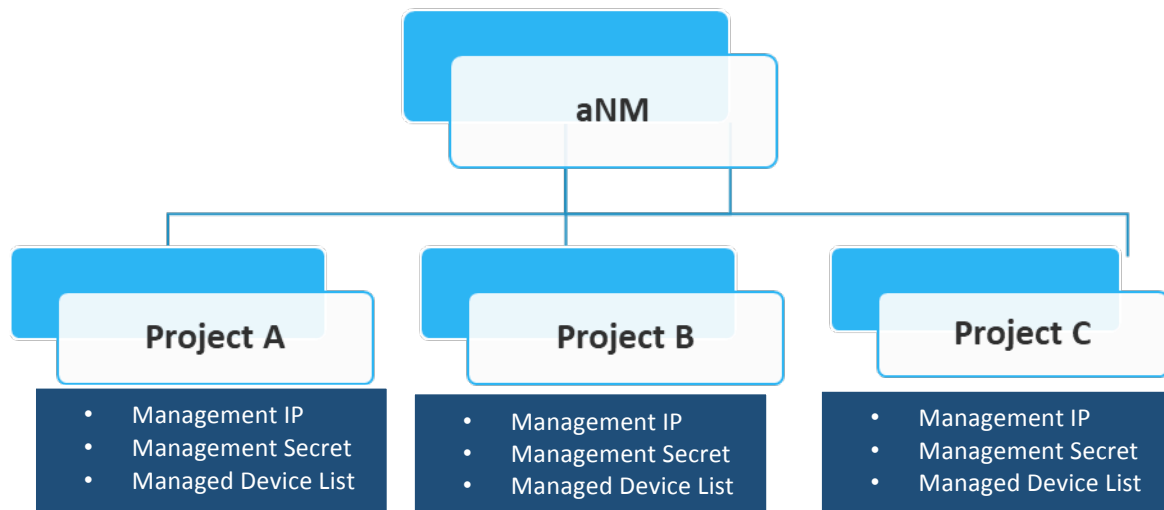 aNM
Project A
Project B
Project C
• Management IP
• Management Secret
• Managed Device List
• Management IP
• Management Secret
• Managed Device List
• Management IP
• Management Secret
• Managed Device List